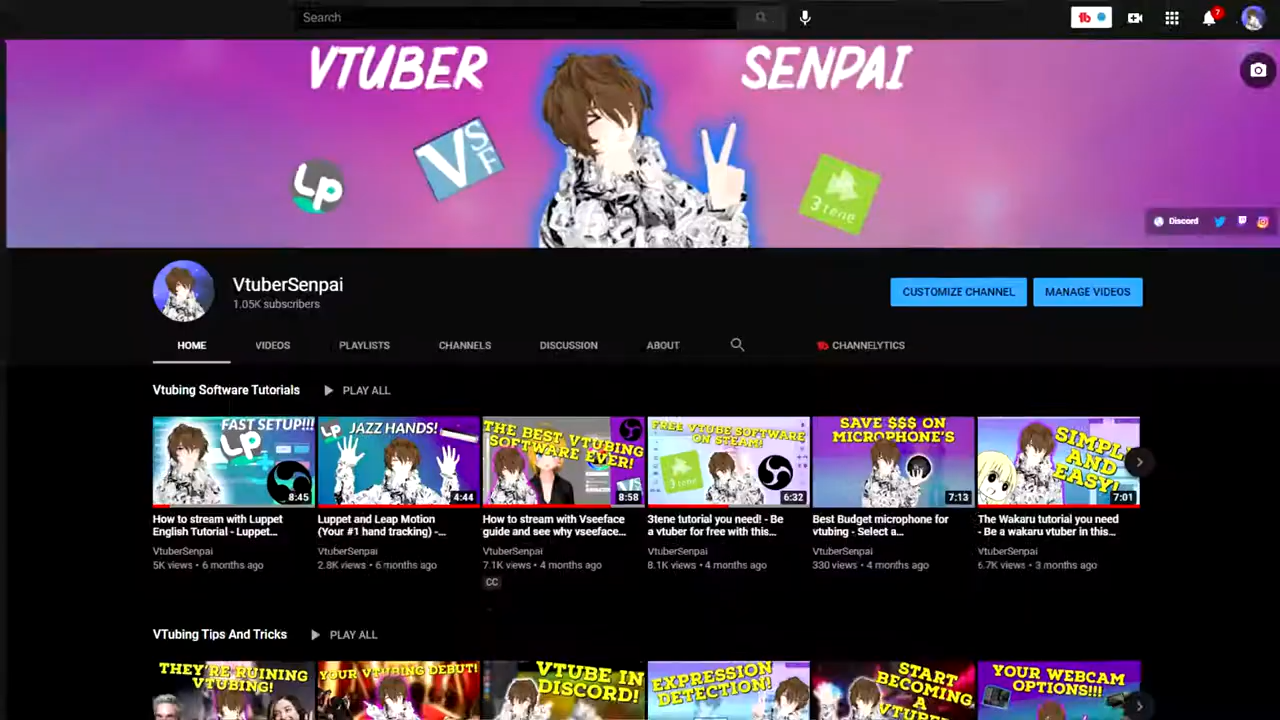 Search
7
VTUBER SENPAI
VSF
Lp
3tene
Discord
VtuberSenpai
1.05K subscribers
CUSTOMIZE CHANNEL
MANAGE VIDEOS
HOME
VIDEOS
PLAYLISTS
CHANNELS
DISCUSSION
ABOUT
CHANNELYTICS
Vtubing Software Tutorials
PLAY ALL
FAST SETUP!!!
Lp
8:45
How to stream with Luppet
English Tutorial - Luppet...
VtuberSenpai
5K views • 6 months ago
Lp
JAZZ HANDS!
4:44
Luppet and Leap Motion
(Your #1 hand tracking) -...
VtuberSenpai
2.8K views • 6 months ago
THE BEST VTUBING
SOFTWARE EVER!
8:58
How to stream with Vseeface
guide and see why vseeface...
VtuberSenpai
7.1K views • 4 months ago
CC
FREE VTUBE SOFTWARE
ON STEAM!
3tene
6:32
3tene tutorial you need! - Be
a vtuber for free with this...
VtuberSenpai
8.1K views • 4 months ago
SAVE $$$ ON
MICROPHONE'S
7:13
Best Budget microphone for
vtubing - Select a...
VtuberSenpai
330 views • 4 months ago
SIMPLE
AND
EASY!
7:01
The Wakaru tutorial you need
- Be a wakaru vtuber in this...
VtuberSenpai
6.7K views • 3 months ago
VTubing Tips And Tricks
PLAY ALL
THEY'RE RUINING
VTUBING!
YOUR VTUBING DEBUT!
VTUBE IN
DISCORD!
EXPRESSION
DETECTION!
START
BECOMING
A
VTUBER
YOUR WEBCAM
OPTIONS!!!